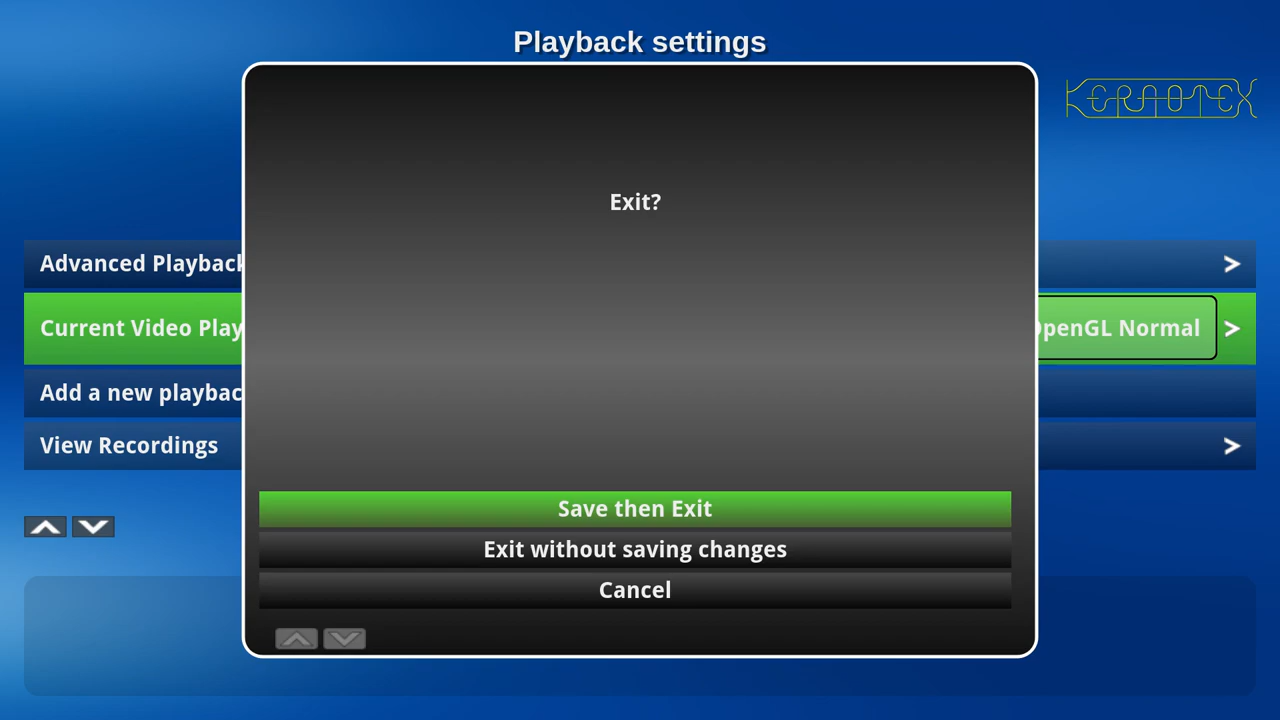 Playback settings
KERNOTEX
Exit?
Advanced Playback
>
Current Video Play
OpenGL Normal
>
Add a new playbac
View Recordings
>
Save then Exit
Exit without saving changes
Cancel